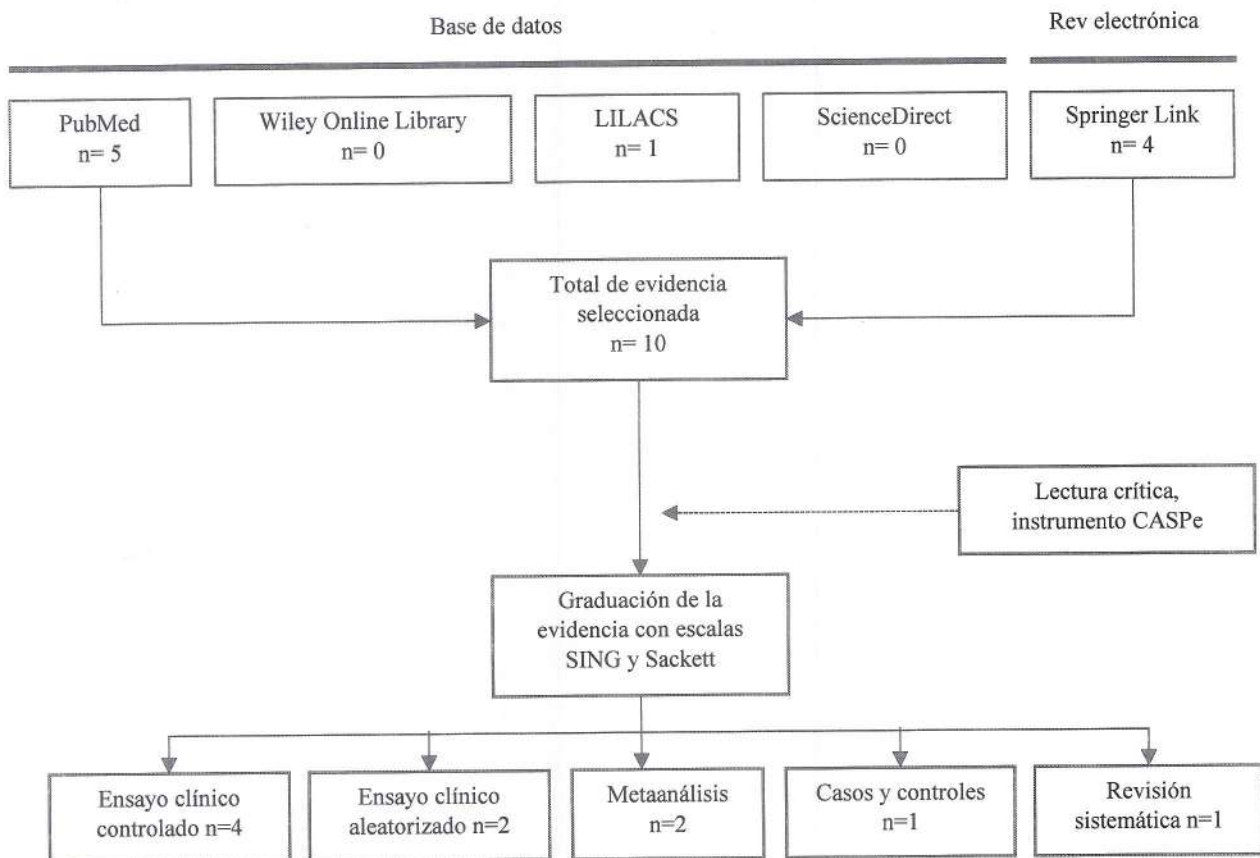 Base de datos
Rev electrónica
PubMed
n= 5
Wiley Online Library
n= 0
LILACS
n= 1
ScienceDirect
n= 0
Springer Link
n= 4
Total de evidencia
seleccionada
n= 10
Lectura crítica,
instrumento CASPe
Graduación de la
evidencia con escalas
SING y Sackett
Ensayo clínico
controlado n=4
Ensayo clínico
aleatorizado n=2
Metaanálisis
n=2
Casos y controles
n=1
Revisión
sistemática n=1